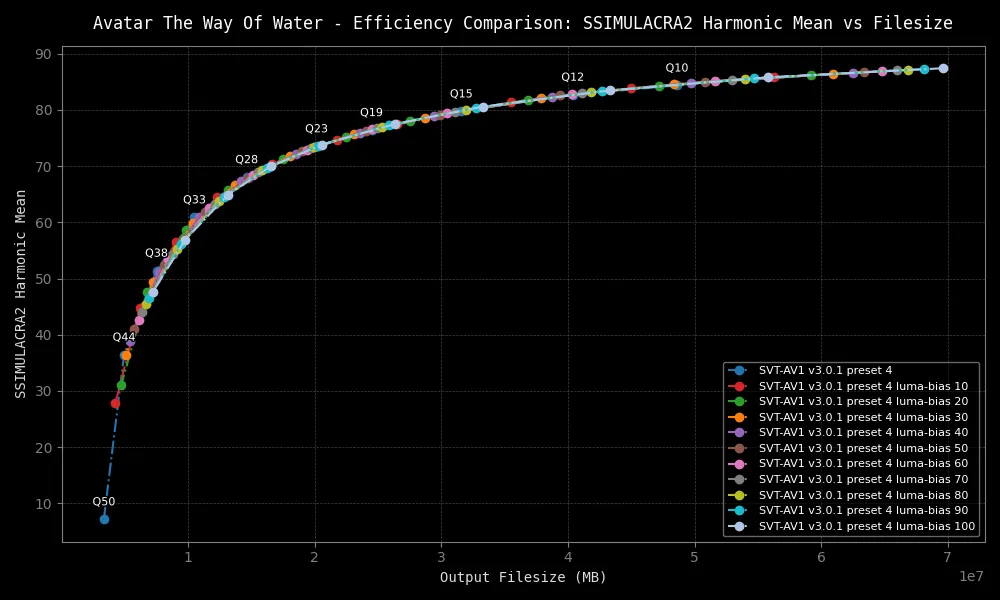 Avatar The Way Of Water - Efficiency Comparison: SSIMULACRA2 Harmonic Mean vs Filesize
SSIMULACRA2 Harmonic Mean
90
80
70
60
50
40
30
20
10
Q10
Q12
Q15
Q19
Q23
Q28
Q33
Q38
Q44
Q50
SVT-AV1 v3.0.1 preset 4
SVT-AV1 v3.0.1 preset 4 luma-bias 10
SVT-AV1 v3.0.1 preset 4 luma-bias 20
SVT-AV1 v3.0.1 preset 4 luma-bias 30
SVT-AV1 v3.0.1 preset 4 luma-bias 40
SVT-AV1 v3.0.1 preset 4 luma-bias 50
SVT-AV1 v3.0.1 preset 4 luma-bias 60
SVT-AV1 v3.0.1 preset 4 luma-bias 70
SVT-AV1 v3.0.1 preset 4 luma-bias 80
SVT-AV1 v3.0.1 preset 4 luma-bias 90
SVT-AV1 v3.0.1 preset 4 luma-bias 100
1 2 3 4 5 6 7
1e7
Output Filesize (MB)